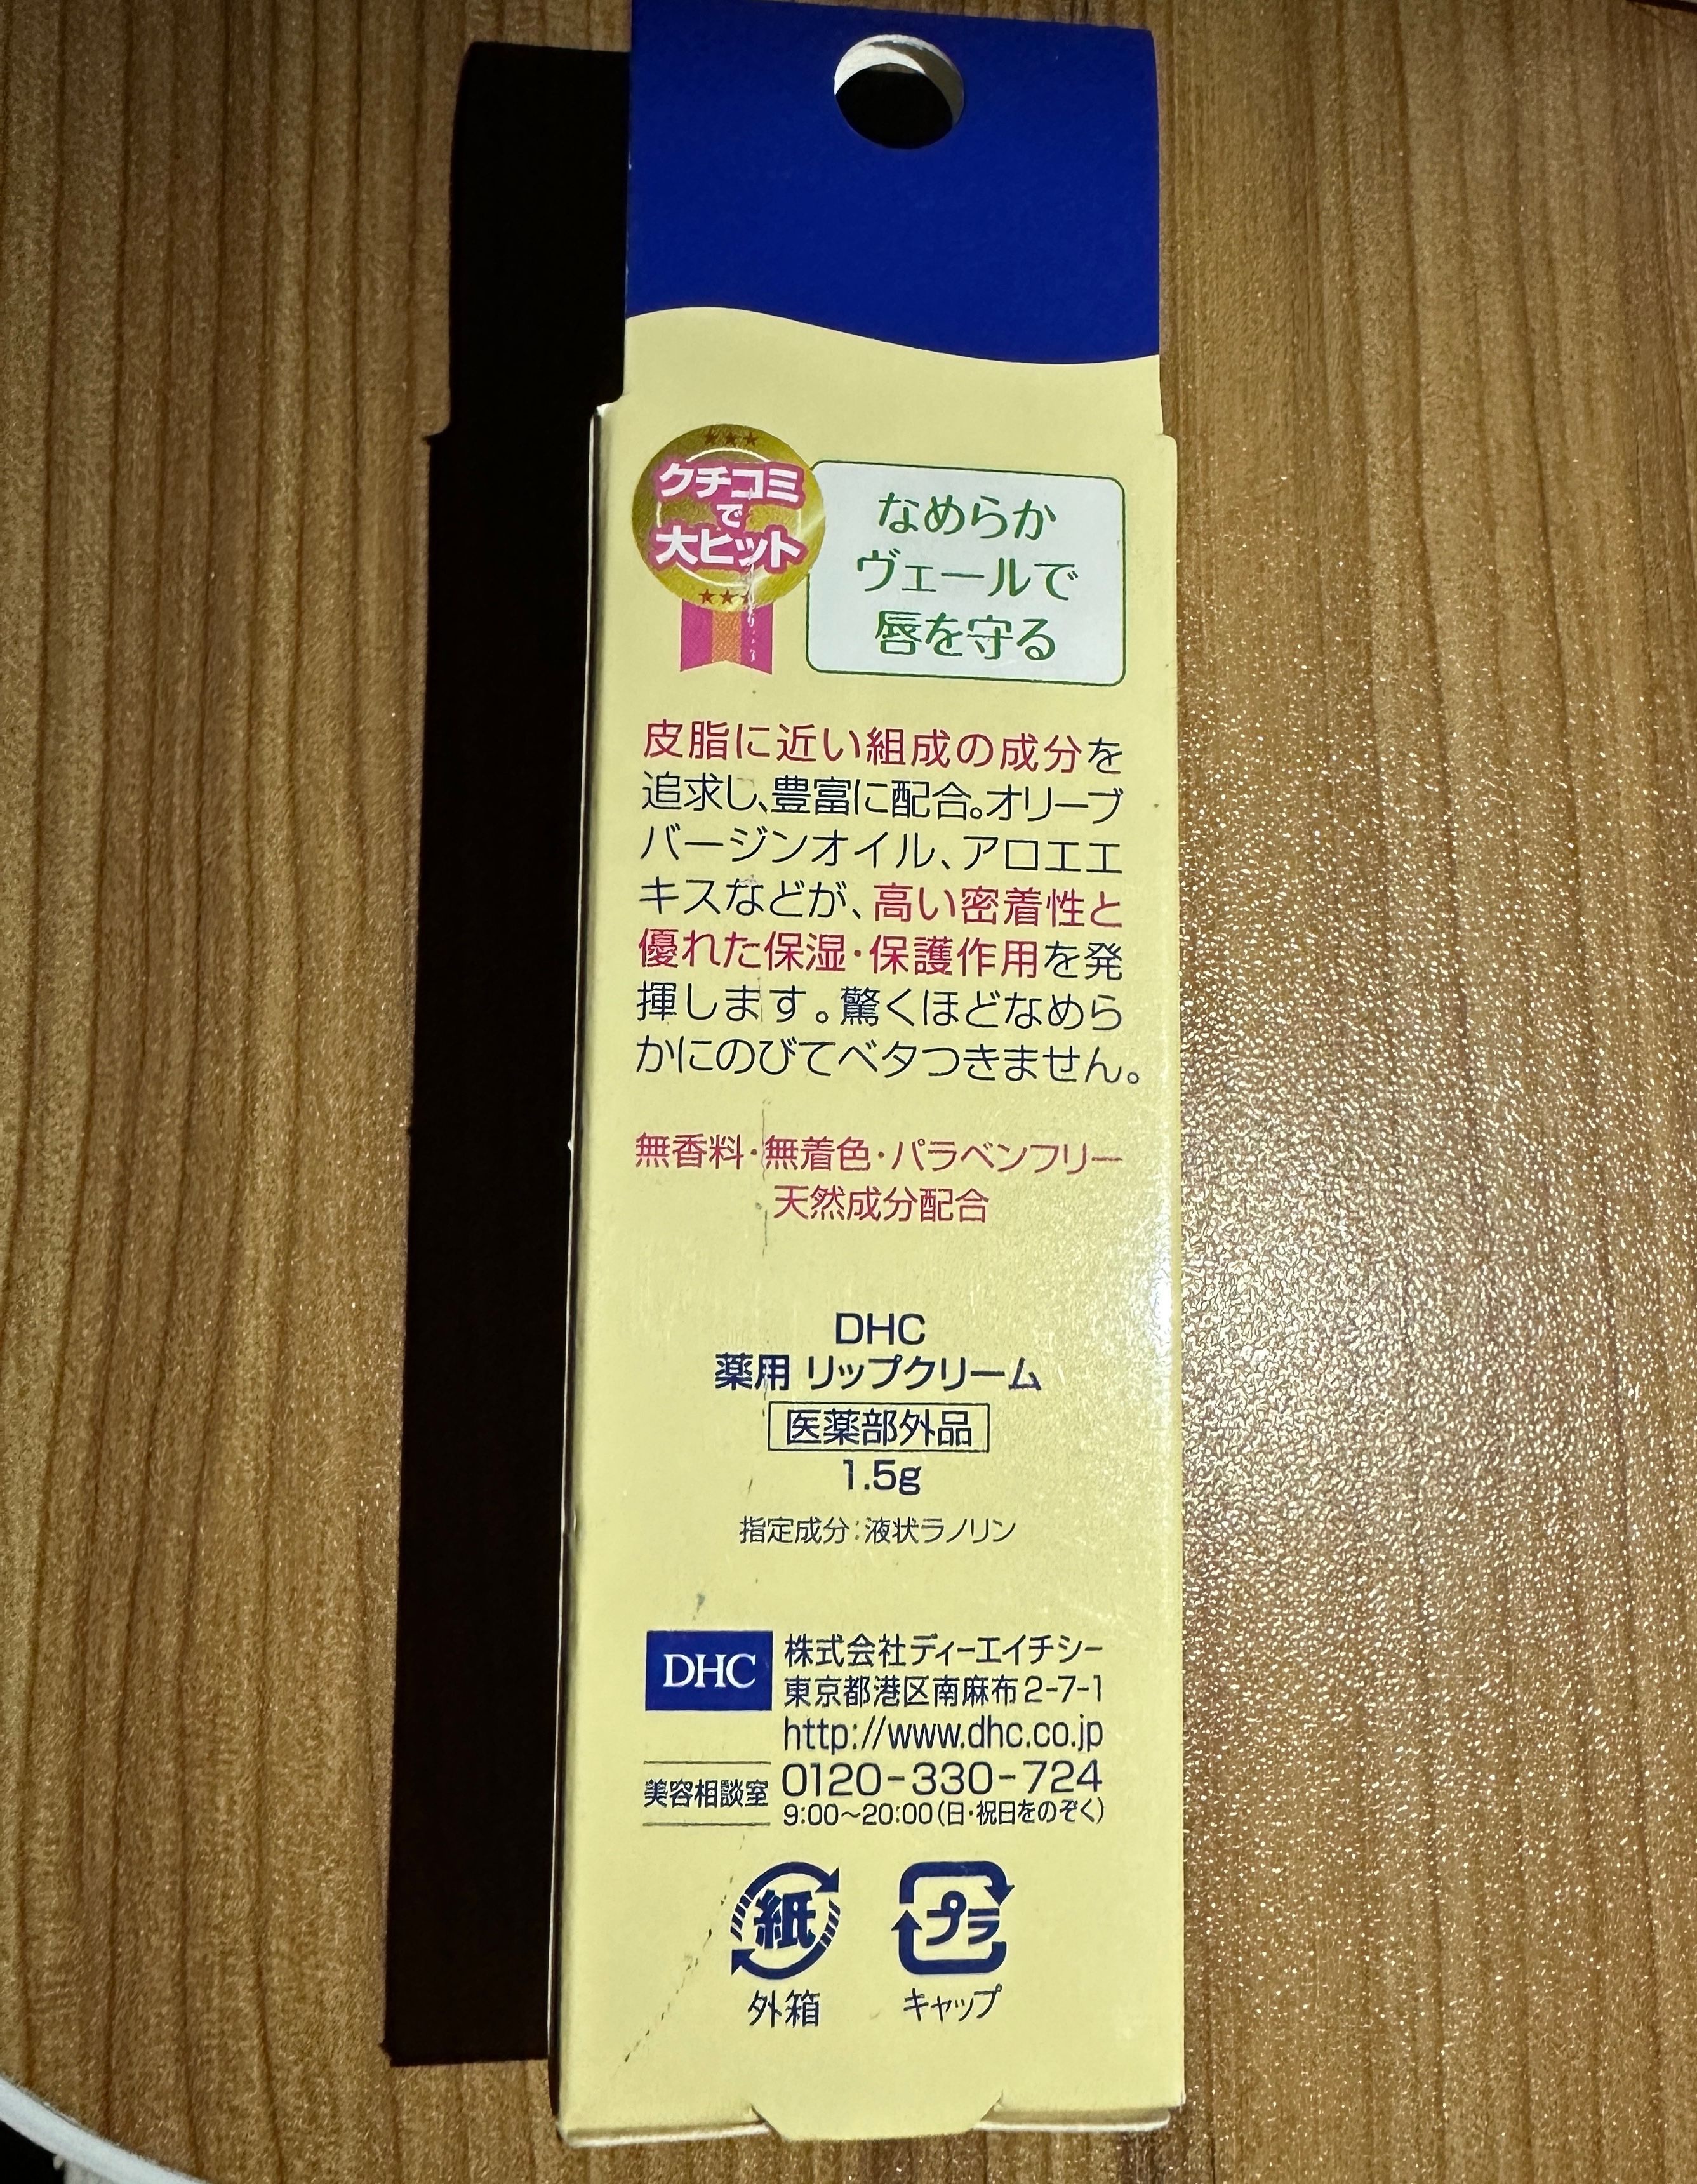 クチコミ
で
大ヒット
なめらか
ヴェールで
唇を守る
皮脂に近い組成の成分を
追求し、豊富に配合。オリーブ
バージンオイル、アロエエ
キスなどが、高い密着性と
優れた保湿・保護作用を発
揮します。驚くほどなめら
かにのびてベタつきません。
無香料・無着色・パラベンフリー
天然成分配合
DHC
薬用 リップクリーム
医薬部外品
1.5g
指定成分：液状ラノリン
DHC
株式会社ディーエイチシー
東京都港区南麻布2-7-1
http://www.dhc.co.jp
美容相談室
0120-330-724
9:00〜20:00（日・祝日をのぞく）
紙
外箱
プラ
キャップ